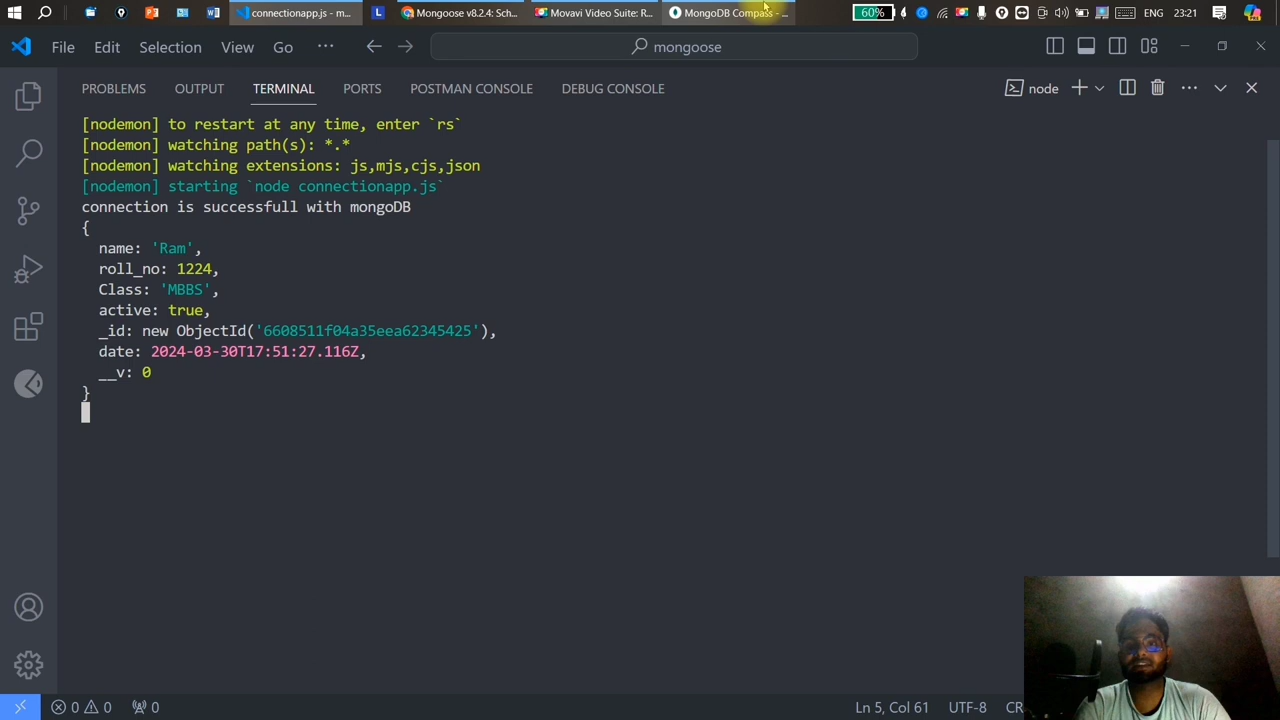 connectionapp.js - m...
L
Mongoose v8.2.4: Sch...
Movavi Video Suite: R...
MongoDB Compass - ...
60%
ENG
23:21
File
Edit
Selection
View
Go
mongoose
PROBLEMS
OUTPUT
TERMINAL
PORTS
POSTMAN CONSOLE
DEBUG CONSOLE
node
[nodemon] to restart at any time, enter `rs`
[nodemon] watching path(s): *.*
[nodemon] watching extensions: js,mjs,cjs,json
[nodemon] starting `node connectionapp.js`
connection is successfull with mongoDB
{
name: 'Ram',
roll_no: 1224,
Class: 'MBBS',
active: true,
_id: new ObjectId('6608511f04a35eea62345425'),
date: 2024-03-30T17:51:27.116Z,
__v: 0
}
0
0
0
Ln 5, Col 61
UTF-8
CR